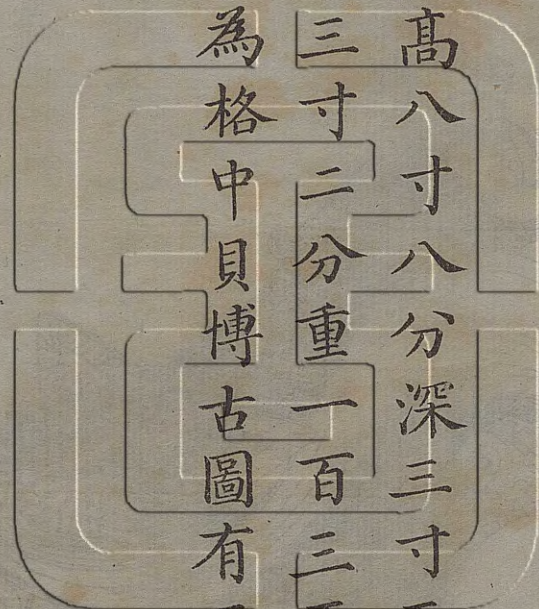 高八寸八分深三寸
三寸二分重一百三
為格中貝博古圖有